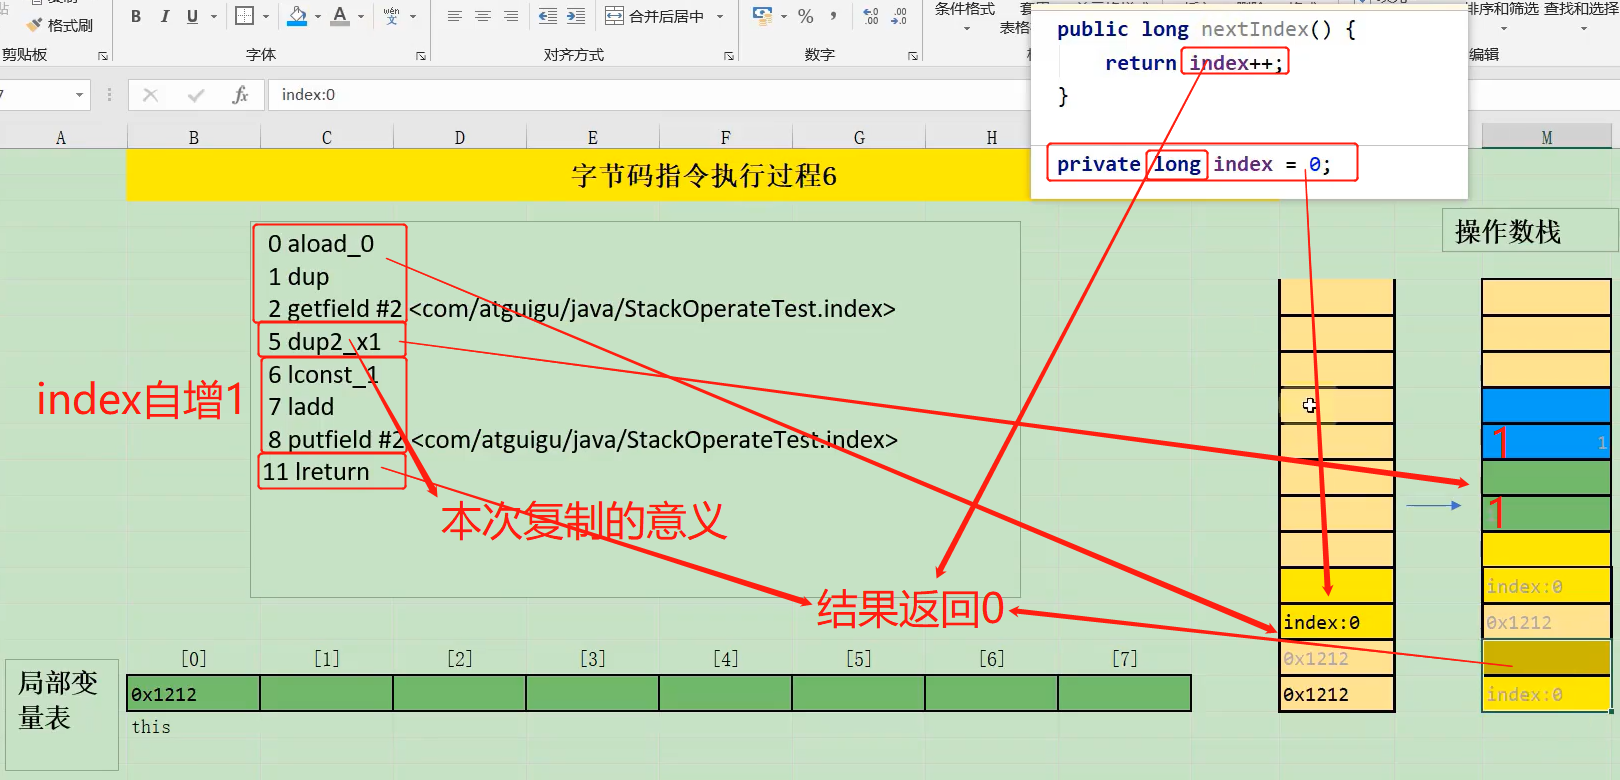 格式刷
B I U A wén 文
合并后居中
% ,
条件格式
排序和筛选 查找和选择
剪贴板
字体
对齐方式
数字
编辑
public long nextIndex() {
return index++;
}
private long index = 0;
7
fx
index:0
A B C D E F G H M
字节码指令执行过程6
操作数栈
0 aload_0
1 dup
2 getfield #2 <com/atguigu/java/StackOperateTest.index>
5 dup2_x1
6 lconst_1
7 ladd
8 putfield #2 <com/atguigu/java/StackOperateTest.index>
11 lreturn
index自增1
本次复制的意义
结果返回0
1 1
1
index:0
index:0
0x1212
0x1212
0x1212
index:0
[0] [1] [2] [3] [4] [5] [6] [7]
局部变
量表
0x1212
this